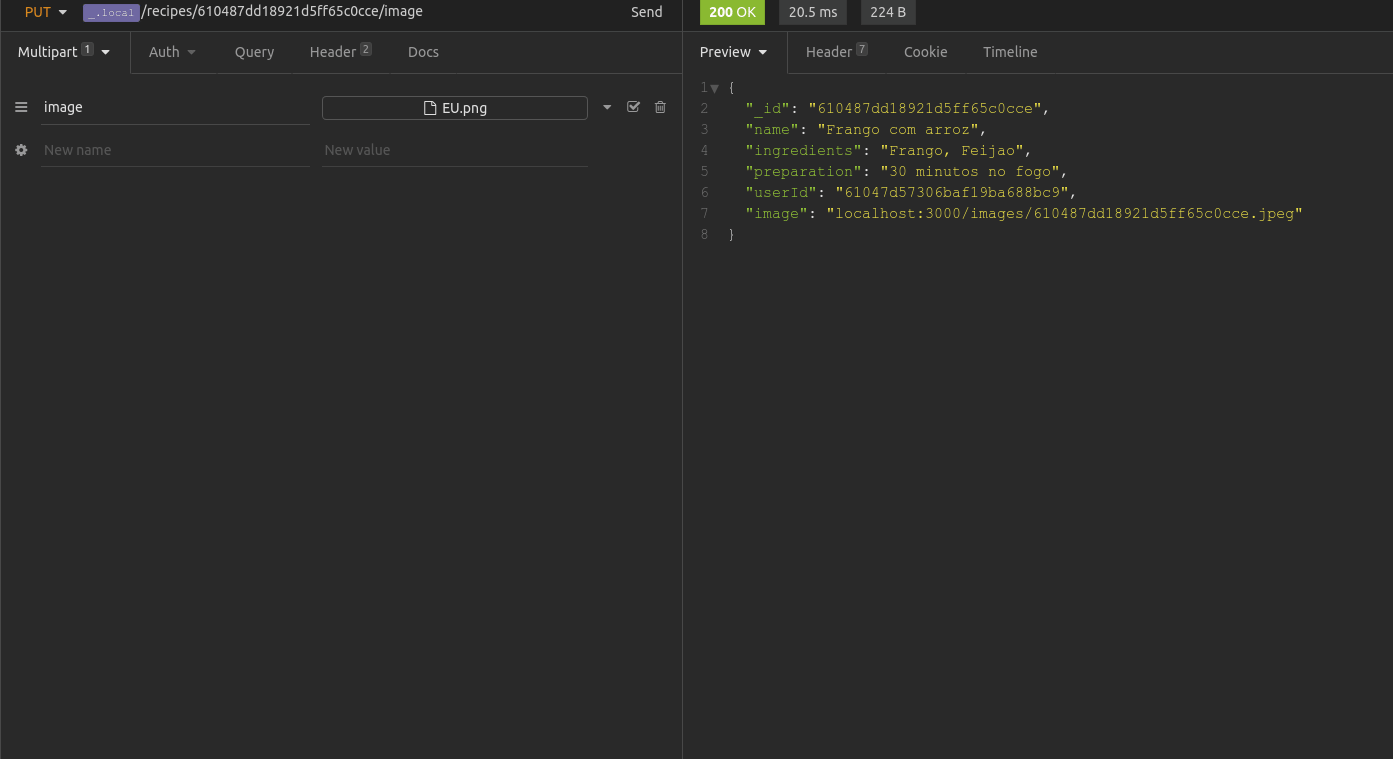 PUT _.local/recipes/610487dd18921d5ff65c0cce/image Send
Multipart 1 Auth Query Header 2 Docs
image EU.png
New name New value
200 OK 20.5 ms 224 B
Preview Header 7 Cookie Timeline
1 {
2 "_id": "610487dd18921d5ff65c0cce",
3 "name": "Frango com arroz",
4 "ingredients": "Frango, Feijao",
5 "preparation": "30 minutos no fogo",
6 "userId": "61047d57306baf19ba688bc9",
7 "image": "localhost:3000/images/610487dd18921d5ff65c0cce.jpeg"
8 }